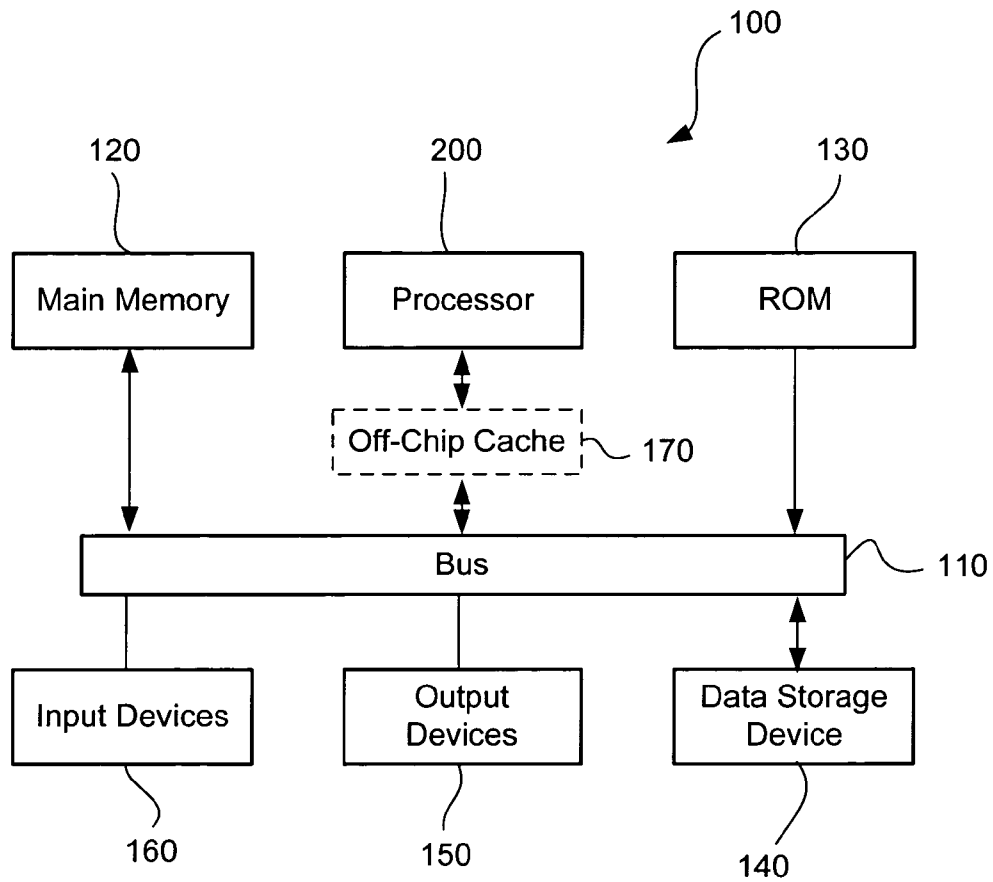 100
120
200
130
Main Memory
Processor
ROM
Off-Chip Cache
170
Bus
110
Input Devices
Output
Devices
Data Storage
Device
160
150
140